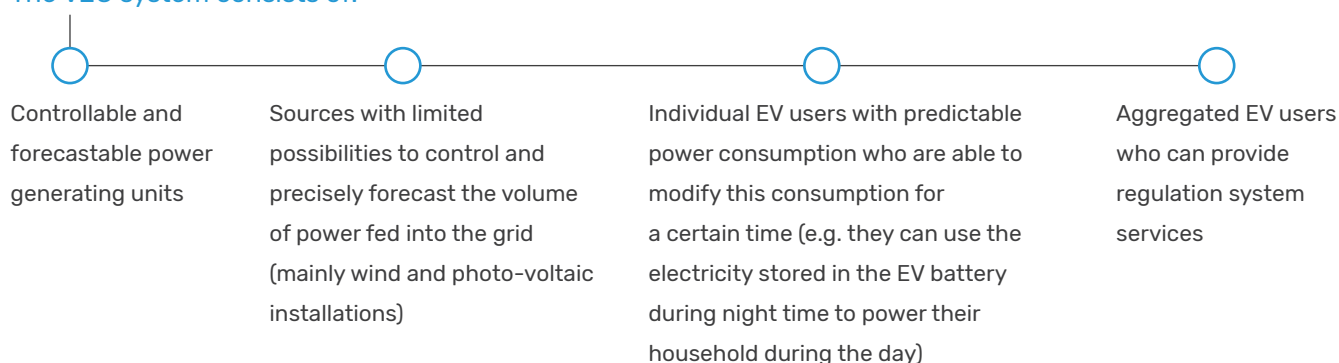 Controllable and
forecastable power
generating units
Sources with limited
possibilities to control and
precisely forecast the volume
of power fed into the grid
(mainly wind and photo-voltaic
installations)
Individual EV users with predictable
power consumption who are able to
modify this consumption for
a certain time (e.g. they can use the
electricity stored in the EV battery
during night time to power their
household during the day)
Aggregated EV users
who can provide
regulation system
services